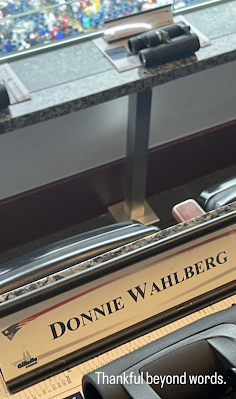 DONNIE WAHLBERG
Thankful beyond words.